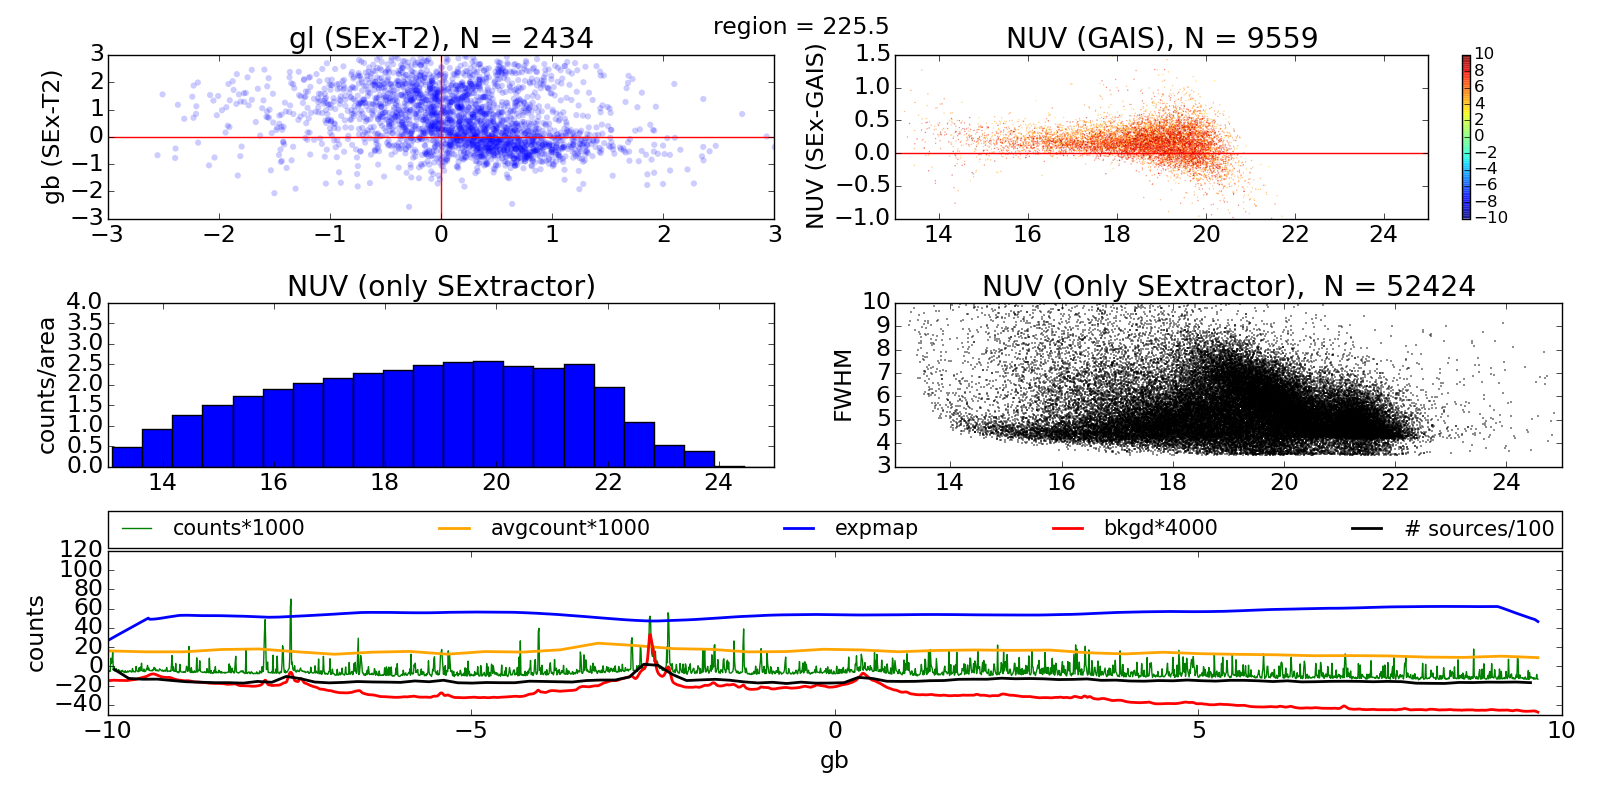 region = 225.5
gl (SEx-T2), N = 2434
NUV (GAIS), N = 9559
gb (SEx-T2)
3
2
1
0
−1
−2
−3
−3 −2 −1 0 1 2 3
NUV (SEx-GAIS)
1.5
1.0
0.5
0.0
−0.5
−1.0
14 16 18 20 22 24
10
8
6
4
2
0
−2
−4
−6
−8
−10
NUV (only SExtractor)
counts/area
4.0
3.5
3.0
2.5
2.0
1.5
1.0
0.5
0.0
14 16 18 20 22 24
NUV (Only SExtractor), N = 52424
FWHM
10
9
8
7
6
5
4
3
14 16 18 20 22 24
counts*1000 avgcount*1000 expmap bkgd*4000 # sources/100
counts
120
100
80
60
40
20
0
−20
−40
−10 −5 0 5 10
gb